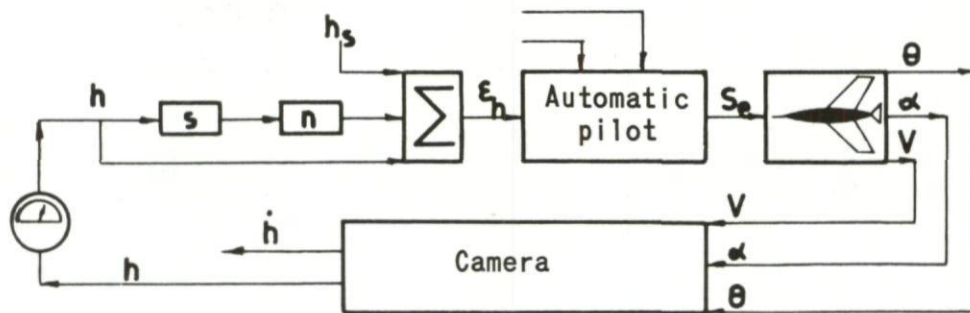 hs
h
s
n
Σ
εh
Automatic
pilot
Se
θ
α
V
V
ḣ
Camera
α
h
θ